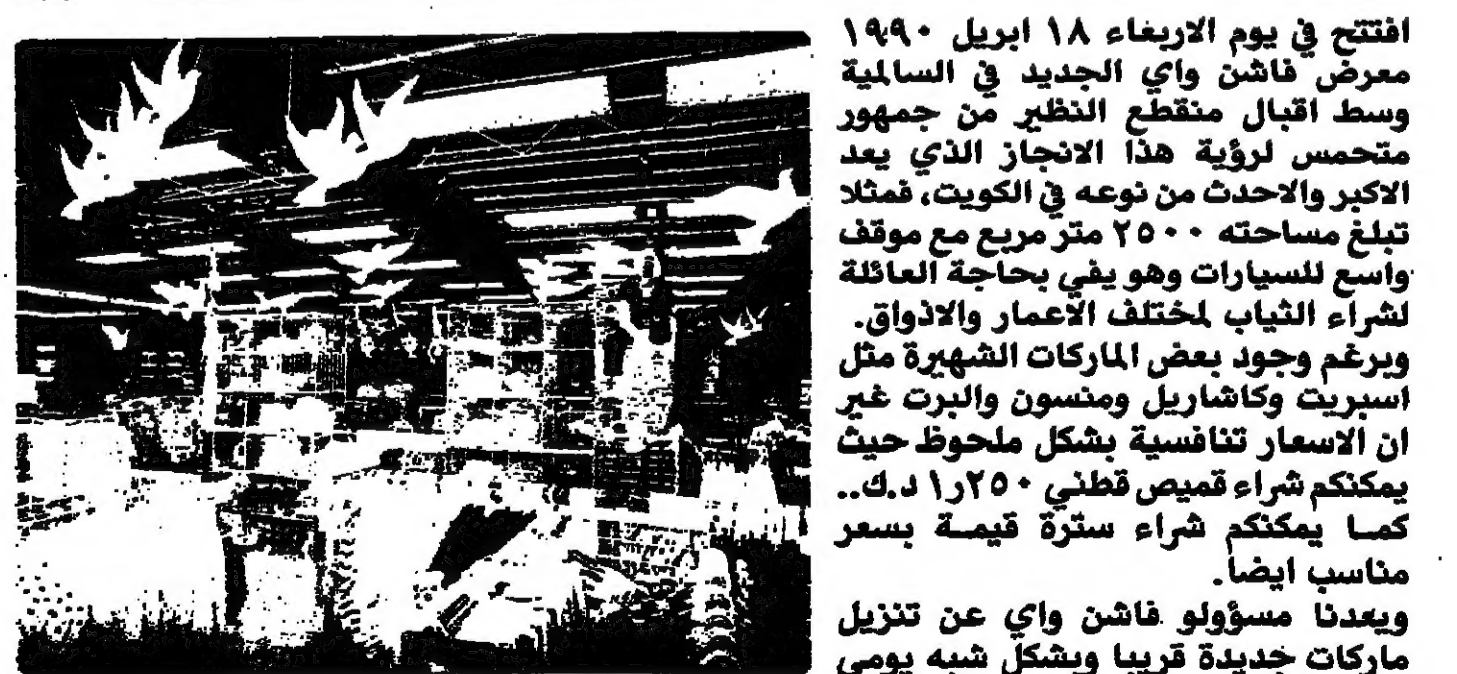 افتتح في يوم الاربعاء ١٨ ابريل ١٩٩٠
معرض فاشن واي الجديد في السالمية
وسط اقبال منقطع النظير من جمهور
متحمس لرؤية هذا الانجاز الذي يعد
الاكبر والاحدث من نوعه في الكويت، فمثلا
تبلغ مساحته ٢٥٠٠ متر مربع مع موقف
واسع للسيارات وهو يفي بحاجة العائلة
لشراء الثياب لمختلف الاعمار والاذواق.
وبرغم وجود بعض الماركات الشهيرة مثل
اسبريت وكاشاريل ومنسون والبرت غير
ان الاسعار تنافسية بشكل ملحوظ حيث
يمكنكم شراء قميص قطني ٢٥٠ر١ د.ك..
كما يمكنكم شراء سترة قيمة بسعر
مناسب ايضاً.
ويعدنا مسؤولو فاشن واي عن تنزيل
ماركات جديدة قريبا وبشكل شبه يومي